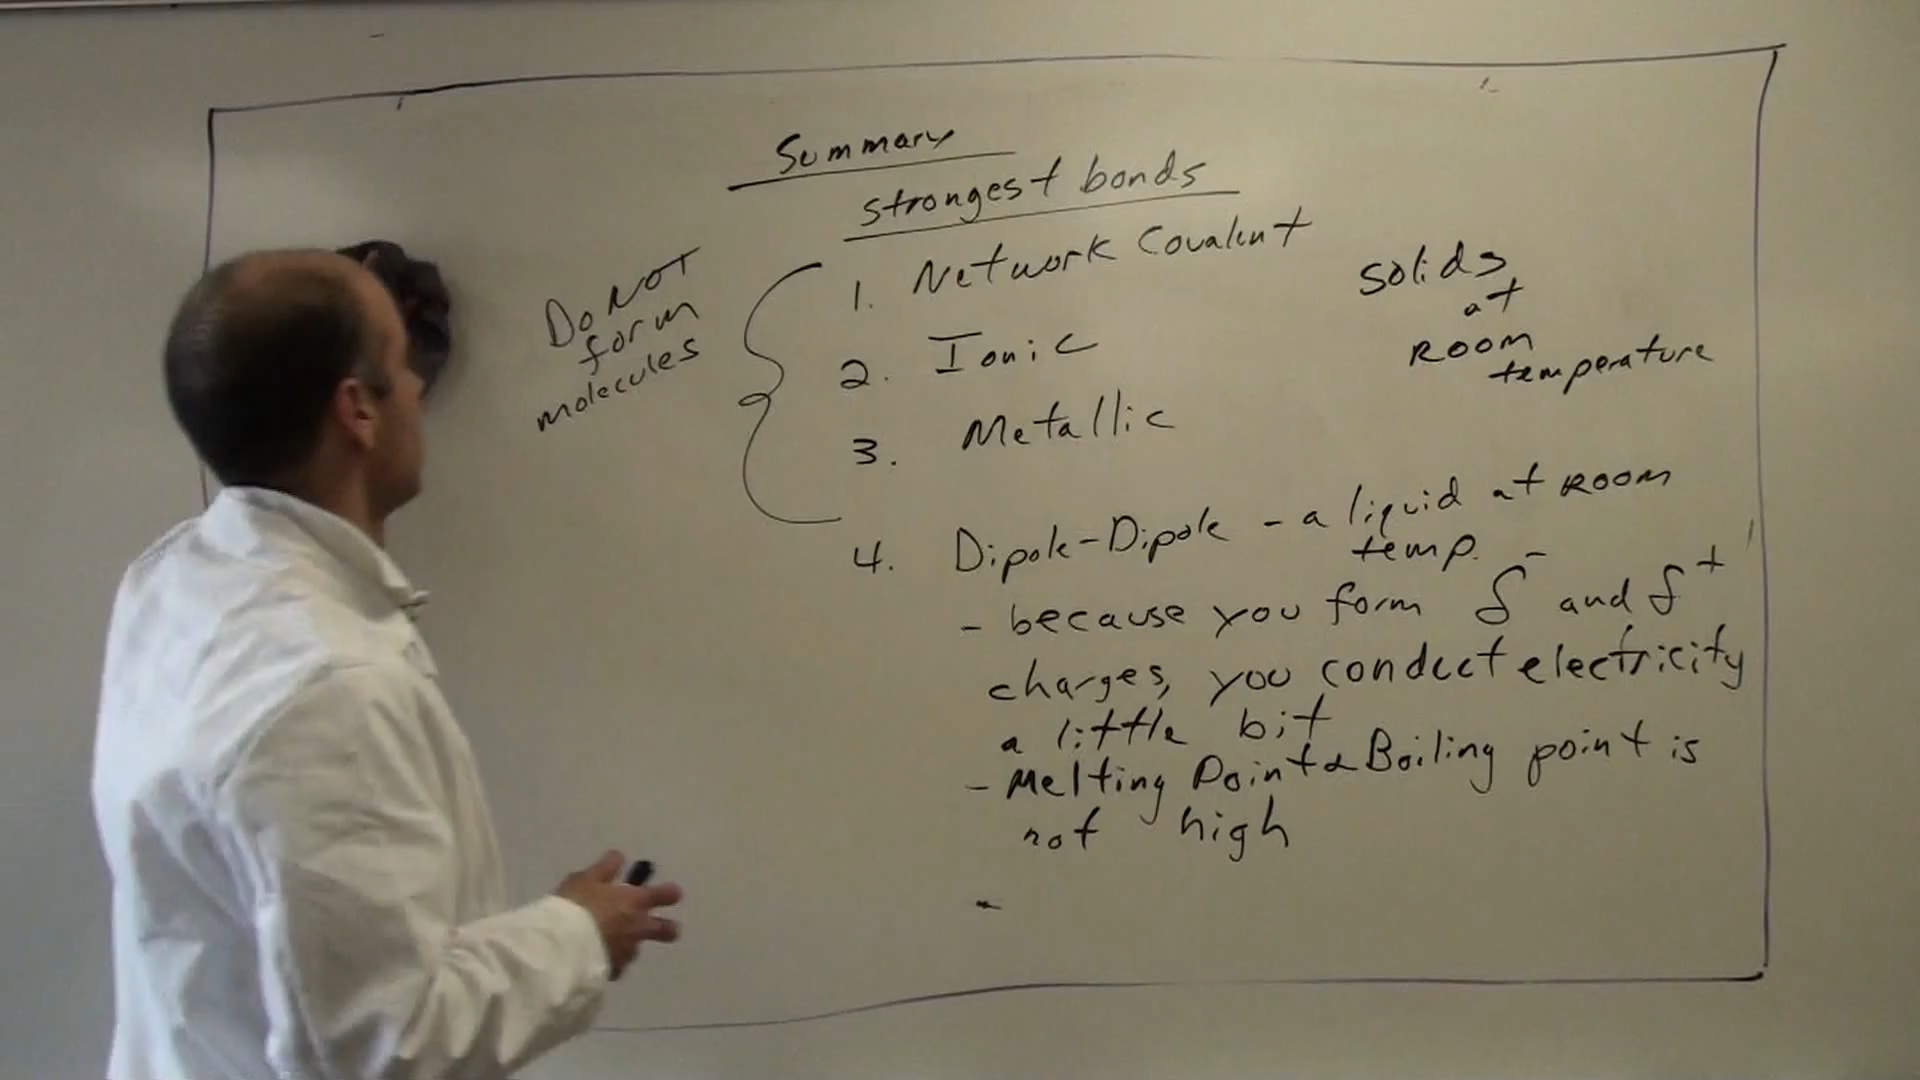 Summary
strongest bonds
Do NOT
form
molecules
1. Network Covalent
2. Ionic
3. Metallic
Solids
at
ROOM
temperature
4. Dipole-Dipole - a liquid at ROOM
temp.
- because you form δ⁻ and δ⁺
charges, you conduct electricity
a little bit
- Melting Point & Boiling point is
not high
-